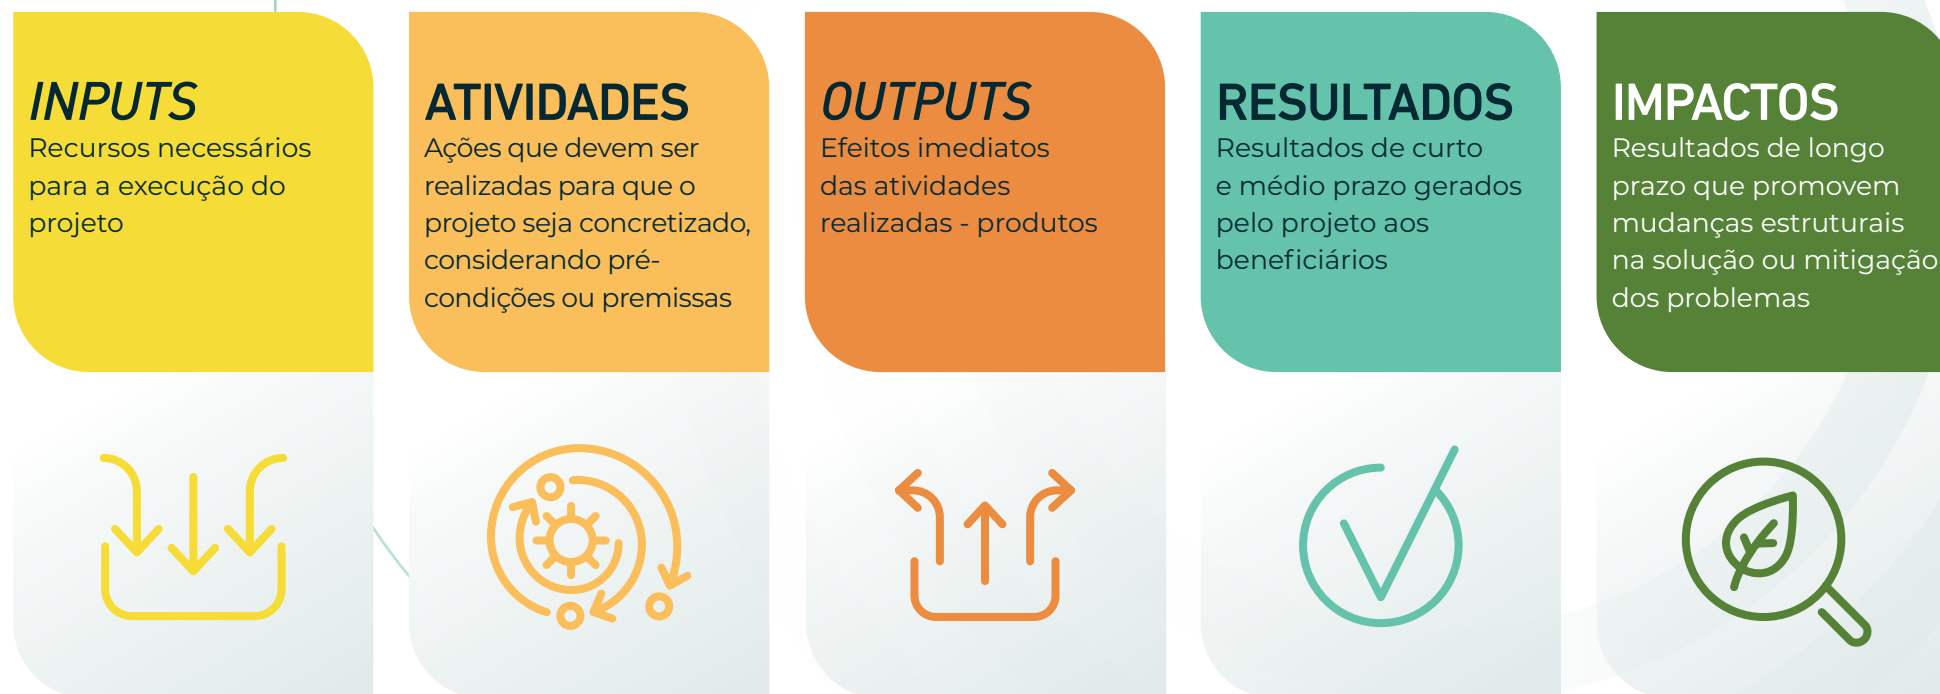 INPUTS
Recursos necessários
para a execução do
projeto
ATIVIDADES
Ações que devem ser
realizadas para que o
projeto seja concretizado,
considerando pré-
condições ou premissas
OUTPUTS
Efeitos imediatos
das atividades
realizadas - produtos
RESULTADOS
Resultados de curto
e médio prazo gerados
pelo projeto aos
beneficiários
IMPACTOS
Resultados de longo
prazo que promovem
mudanças estruturais
na solução ou mitigação
dos problemas